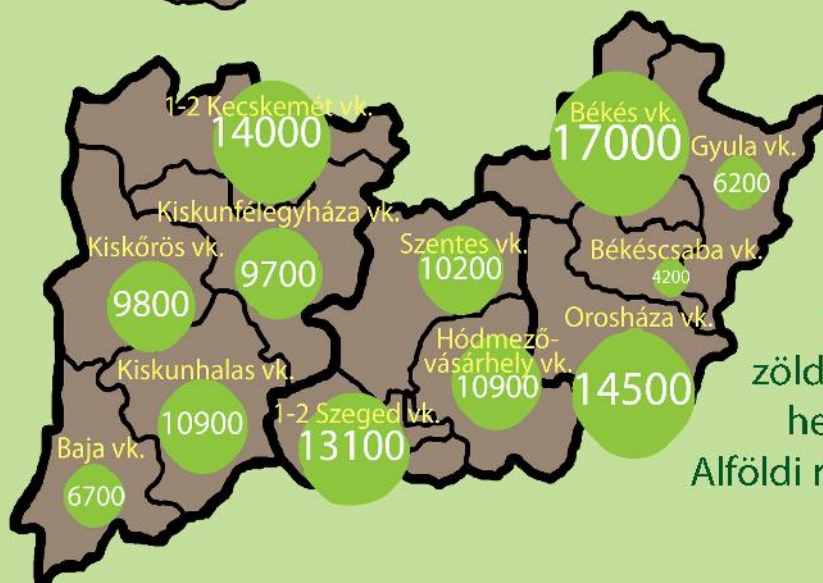 1-2 Kecskemét vk.
14000
Békés vk.
17000
Gyula vk.
6200
Kiskunfélegyháza vk.
9700
Kiskőrös vk.
9800
Szentes vk.
10200
Békéscsaba vk.
4200
Orosháza vk.
14500
Hódmező-
vásárhely vk.
10900
Kiskunhalas vk.
10900
1-2 Szeged vk.
13100
Baja vk.
6700
zöld
he
Alföldi r